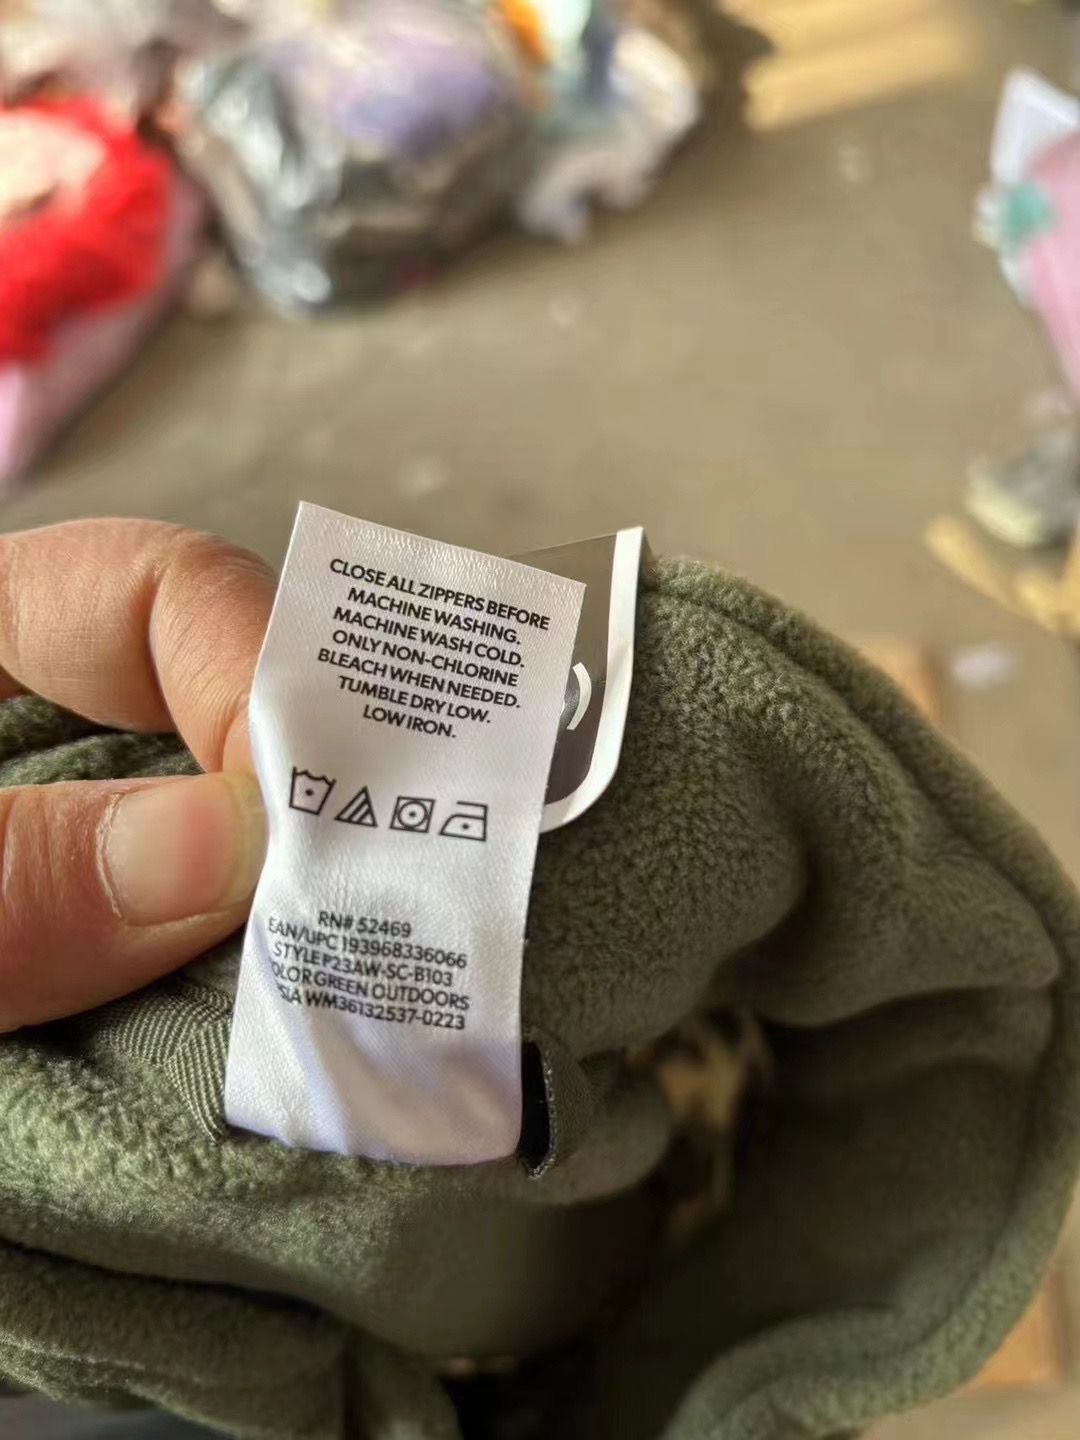 CLOSE ALL ZIPPERS BEFORE
MACHINE WASHING.
MACHINE WASH COLD.
ONLY NON-CHLORINE
BLEACH WHEN NEEDED.
TUMBLE DRY LOW.
LOW IRON.
RN# 52469
EAN/UPC 193968336066
STYLE P23AW-SC-B103
OLOR GREEN OUTDOORS
WM36132537-0223